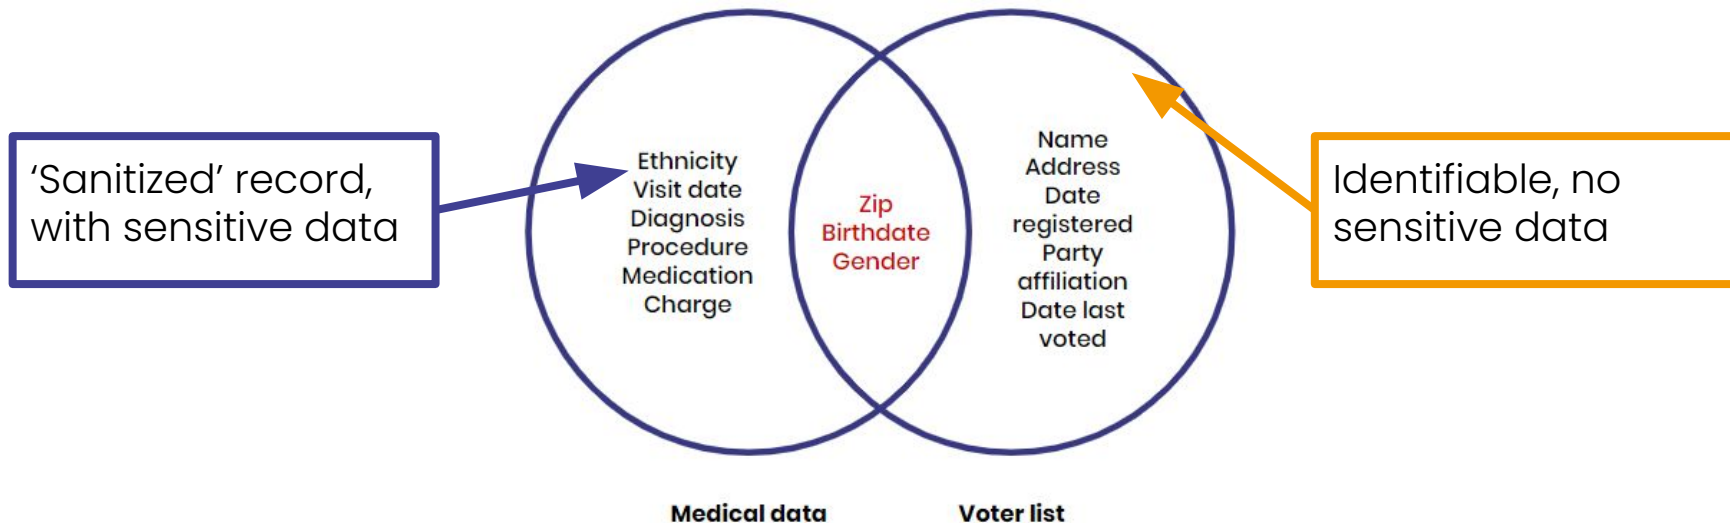 ‘Sanitized’ record,
with sensitive data
Ethnicity
Visit date
Diagnosis
Procedure
Medication
Charge
Zip
Birthdate
Gender
Name
Address
Date
registered
Party
affiliation
Date last
voted
Identifiable, no
sensitive data
Medical data
Voter list